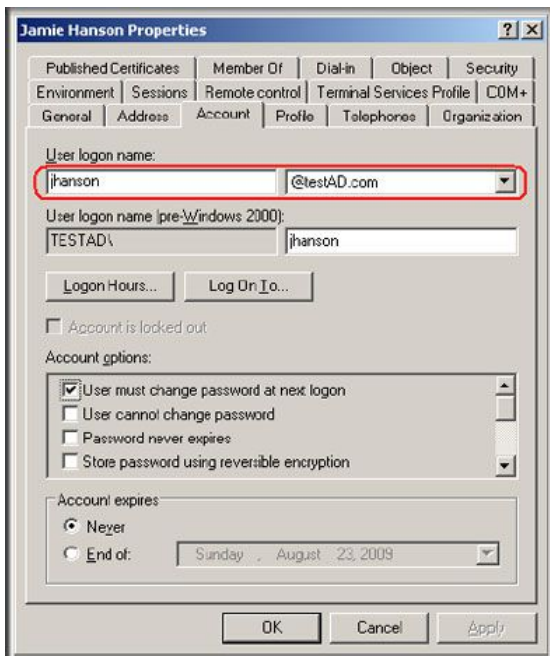 Jamie Hanson Properties
Published Certificates Member Of Dial-in Object Security
Environment Sessions Remote control Terminal Services Profile COM+
General Address Account Profile Telephones Organization
User logon name:
jhanson @testAD.com
User logon name (pre-Windows 2000):
TESTAD\ jhanson
Logon Hours... Log On To...
Account is locked out
Account options:
User must change password at next logon
User cannot change password
Password never expires
Store password using reversible encryption
Account expires
Never
End of: Sunday , August 23, 2009
OK Cancel Apply